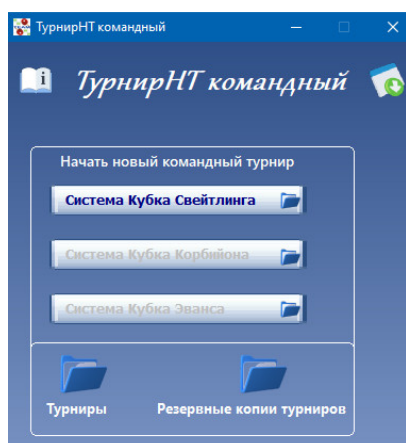 ТурнирНТ командный
ТурнирНТ командный
Начать новый командный турнир
Система Кубка Свейтлинга
Система Кубка Корбийона
Система Кубка Эванса
Турниры
Резервные копии турниров